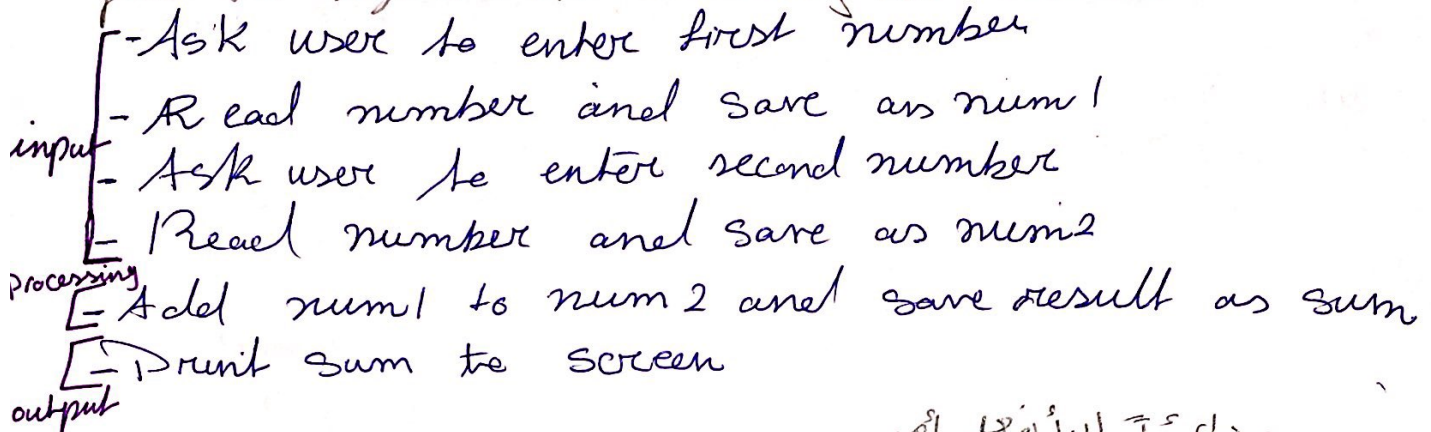 - Ask user to enter first number
- Read number and save as num1
input
- Ask user to enter second number
- Read number and save as num2
processing
- Add num1 to num2 and save result as sum
- Print sum to screen
output